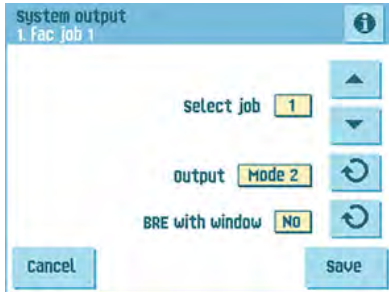 System output
1. Fac job 1
Select job 1
Output Mode 2
BRE with window No
Cancel Save